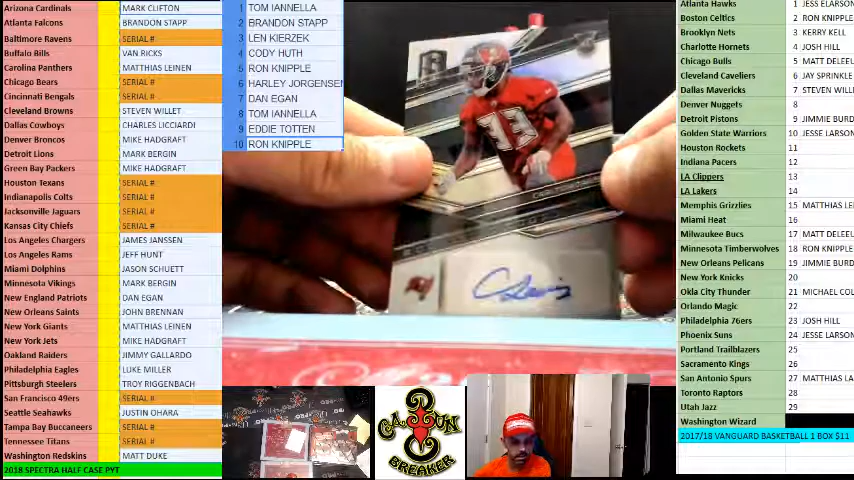 Arizona Cardinals MARK CLIFTON
Atlanta Falcons BRANDON STAPP
Baltimore Ravens SERIAL #
Buffalo Bills VAN RICKS
Carolina Panthers MATTHIAS LEINEN
Chicago Bears SERIAL #
Cincinnati Bengals SERIAL #
Cleveland Browns STEVEN WILLET
Dallas Cowboys CHARLES LICCIARDI
Denver Broncos MIKE HADGRAFT
Detroit Lions MARK BERGIN
Green Bay Packers MIKE HADGRAFT
Houston Texans SERIAL #
Indianapolis Colts SERIAL #
Jacksonville Jaguars SERIAL #
Kansas City Chiefs SERIAL #
Los Angeles Chargers JAMES JANSSEN
Los Angeles Rams JEFF HUNT
Miami Dolphins JASON SCHUETT
Minnesota Vikings MARK BERGIN
New England Patriots DAN EGAN
New Orleans Saints JOHN BRENNAN
New York Giants MATTHIAS LEINEN
New York Jets MIKE HADGRAFT
Oakland Raiders JIMMY GALLARDO
Philadelphia Eagles LUKE MILLER
Pittsburgh Steelers TROY RIGGENBACH
San Francisco 49ers SERIAL #
Seattle Seahawks JUSTIN OHARA
Tampa Bay Buccaneers SERIAL #
Tennessee Titans SERIAL #
Washington Redskins MATT DUKE
2018 SPECTRA HALF CASE PYT
1 TOM IANNELLA
2 BRANDON STAPP
3 LEN KIERZEK
4 CODY HUTH
5 RON KNIPPLE
6 HARLEY JORGENSEN
7 DAN EGAN
8 TOM IANNELLA
9 EDDIE TOTTEN
10 RON KNIPPLE
33
CAJUN
BREAKER
Atlanta Hawks 1 JESS ELARSON
Boston Celtics 2 RON KNIPPLE
Brooklyn Nets 3 KERRY KELL
Charlotte Hornets 4 JOSH HILL
Chicago Bulls 5 MATT DELEEU
Cleveland Caveliers 6 JAY SPRINKLE
Dallas Mavericks 7 STEVEN WILL
Denver Nuggets 8
Detroit Pistons 9 JIMMIE BURD
Golden State Warriors 10 JESSE LARSON
Houston Rockets 11
Indiana Pacers 12
LA Clippers 13
LA Lakers 14
Memphis Grizzlies 15 MATTHIAS LE
Miami Heat 16
Milwaukee Bucs 17 MATT DELEEU
Minnesota Timberwolves 18 RON KNIPPLE
New Orleans Pelicans 19 JIMMIE BURD
New York Knicks 20
Okla City Thunder 21 MICHAEL COL
Orlando Magic 22
Philadelphia 76ers 23 JOSH HILL
Phoenix Suns 24 JESSE LARSON
Portland Trailblazers 25
Sacramento Kings 26
San Antonio Spurs 27 MATTHIAS LA
Toronto Raptors 28
Utah Jazz 29
Washington Wizard
2017/18 VANGUARD BASKETBALL 1 BOX $11